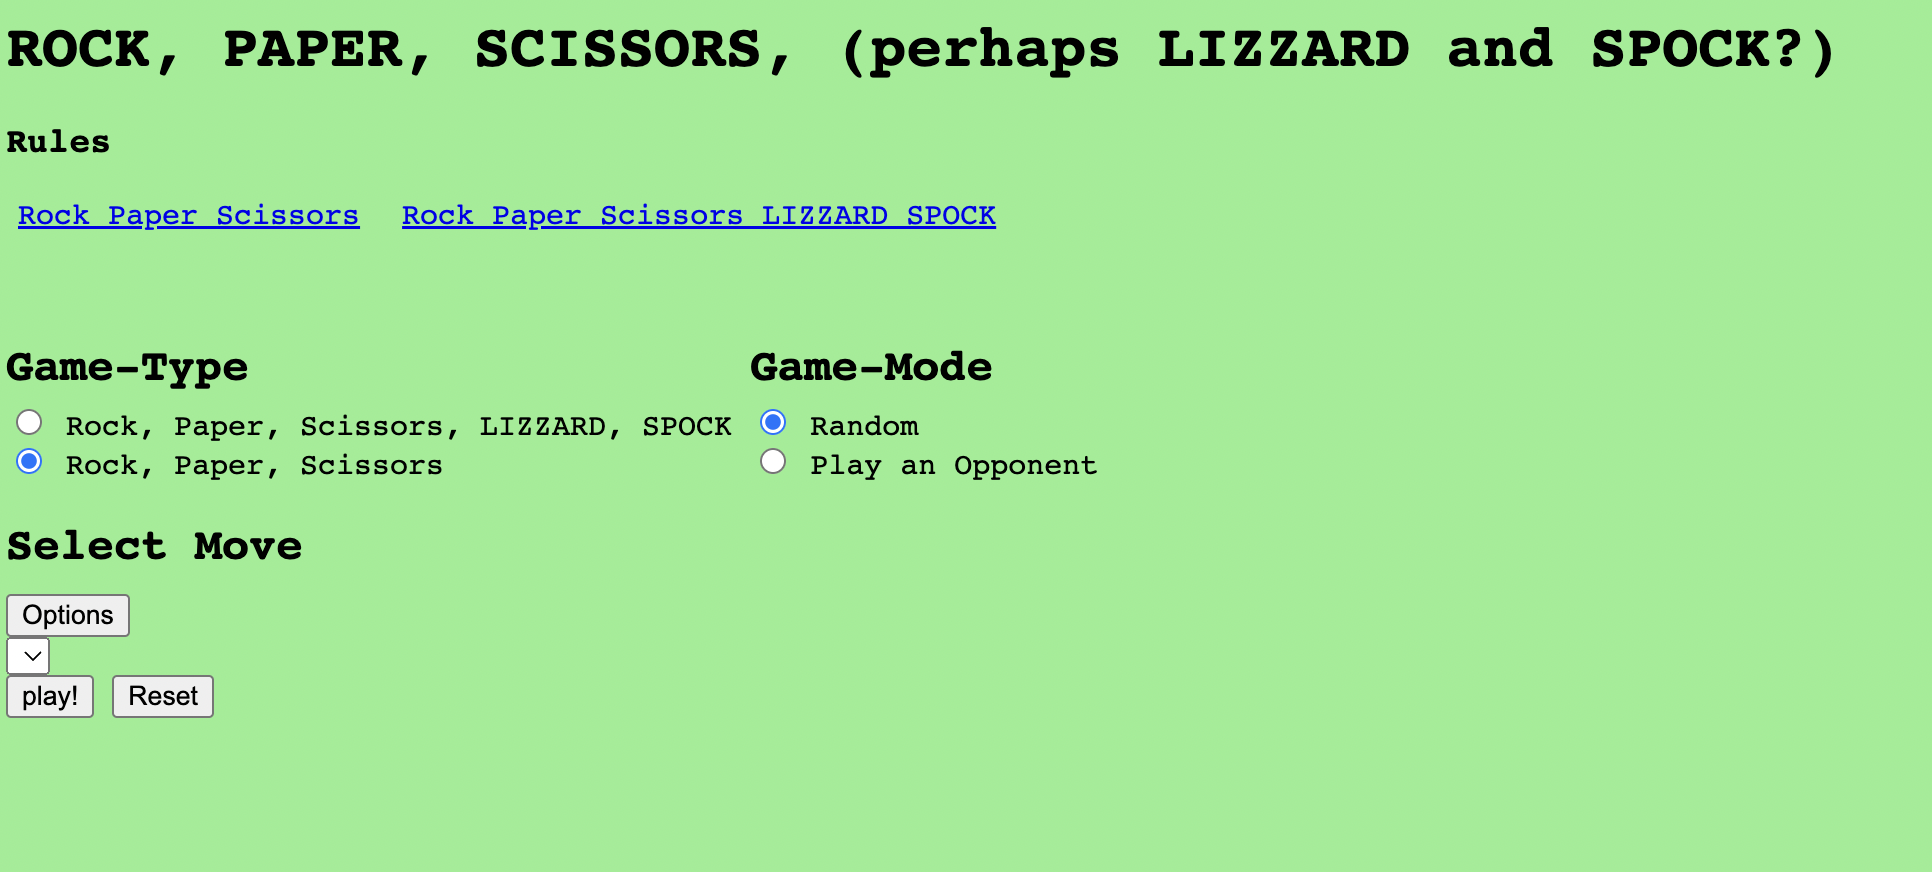 ROCK, PAPER, SCISSORS, (perhaps LIZZARD and SPOCK?)
Rules
Rock Paper Scissors Rock Paper Scissors LIZZARD SPOCK
Game-Type Game-Mode
Rock, Paper, Scissors, LIZZARD, SPOCK Random
Rock, Paper, Scissors Play an Opponent
Select Move
Options
play! Reset